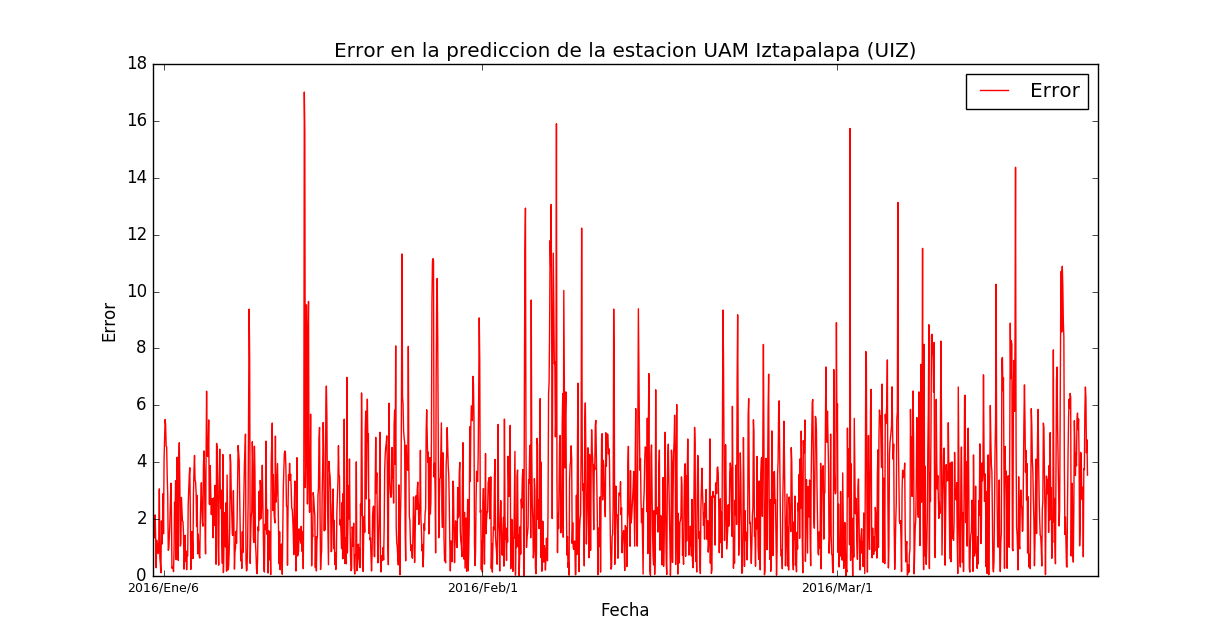 Error en la prediccion de la estacion UAM Iztapalapa (UIZ)
18
16
14
12
10
8
6
4
2
0
Error
Error
2016/Ene/6
2016/Feb/1
2016/Mar/1
Fecha